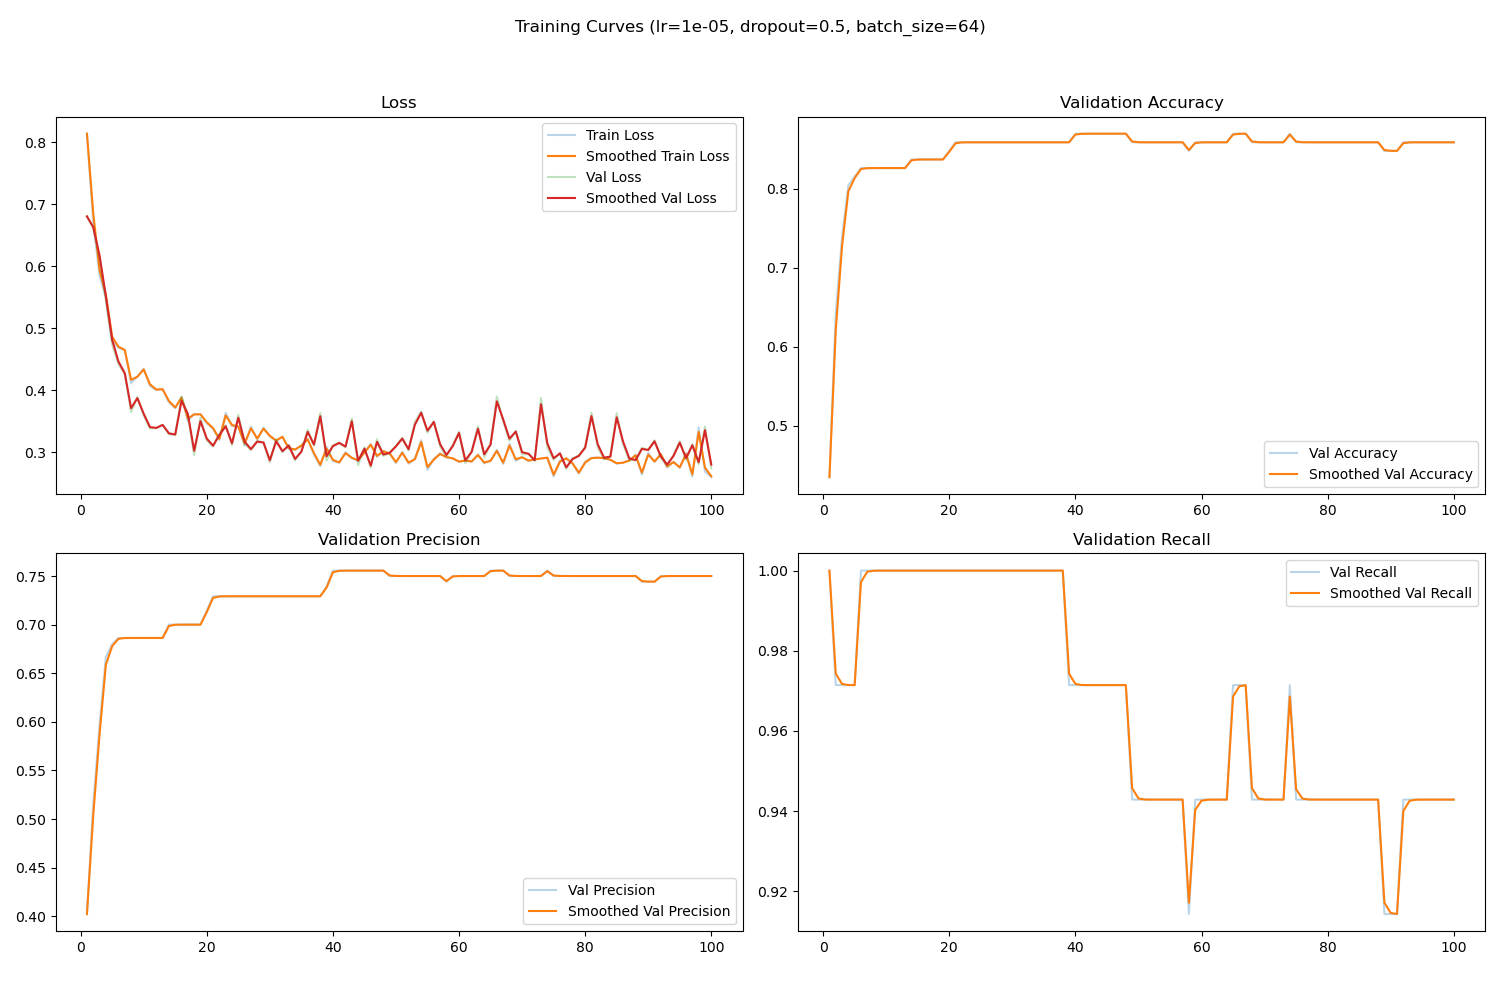 Training Curves (lr=1e-05, dropout=0.5, batch_size=64)
Loss
0.8
0.7
0.6
0.5
0.4
0.3
0 20 40 60 80 100
Train Loss
Smoothed Train Loss
Val Loss
Smoothed Val Loss
Validation Accuracy
0.8
0.7
0.6
0.5
0 20 40 60 80 100
Val Accuracy
Smoothed Val Accuracy
Validation Precision
0.75
0.70
0.65
0.60
0.55
0.50
0.45
0.40
0 20 40 60 80 100
Val Precision
Smoothed Val Precision
Validation Recall
1.00
0.98
0.96
0.94
0.92
0 20 40 60 80 100
Val Recall
Smoothed Val Recall